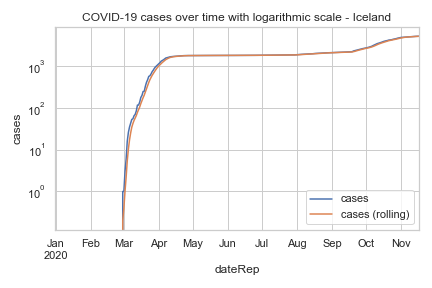 COVID-19 cases over time with logarithmic scale - Iceland
cases
10³
10²
10¹
10⁰
cases
cases (rolling)
Jan Feb Mar Apr May Jun Jul Aug Sep Oct Nov
2020
dateRep